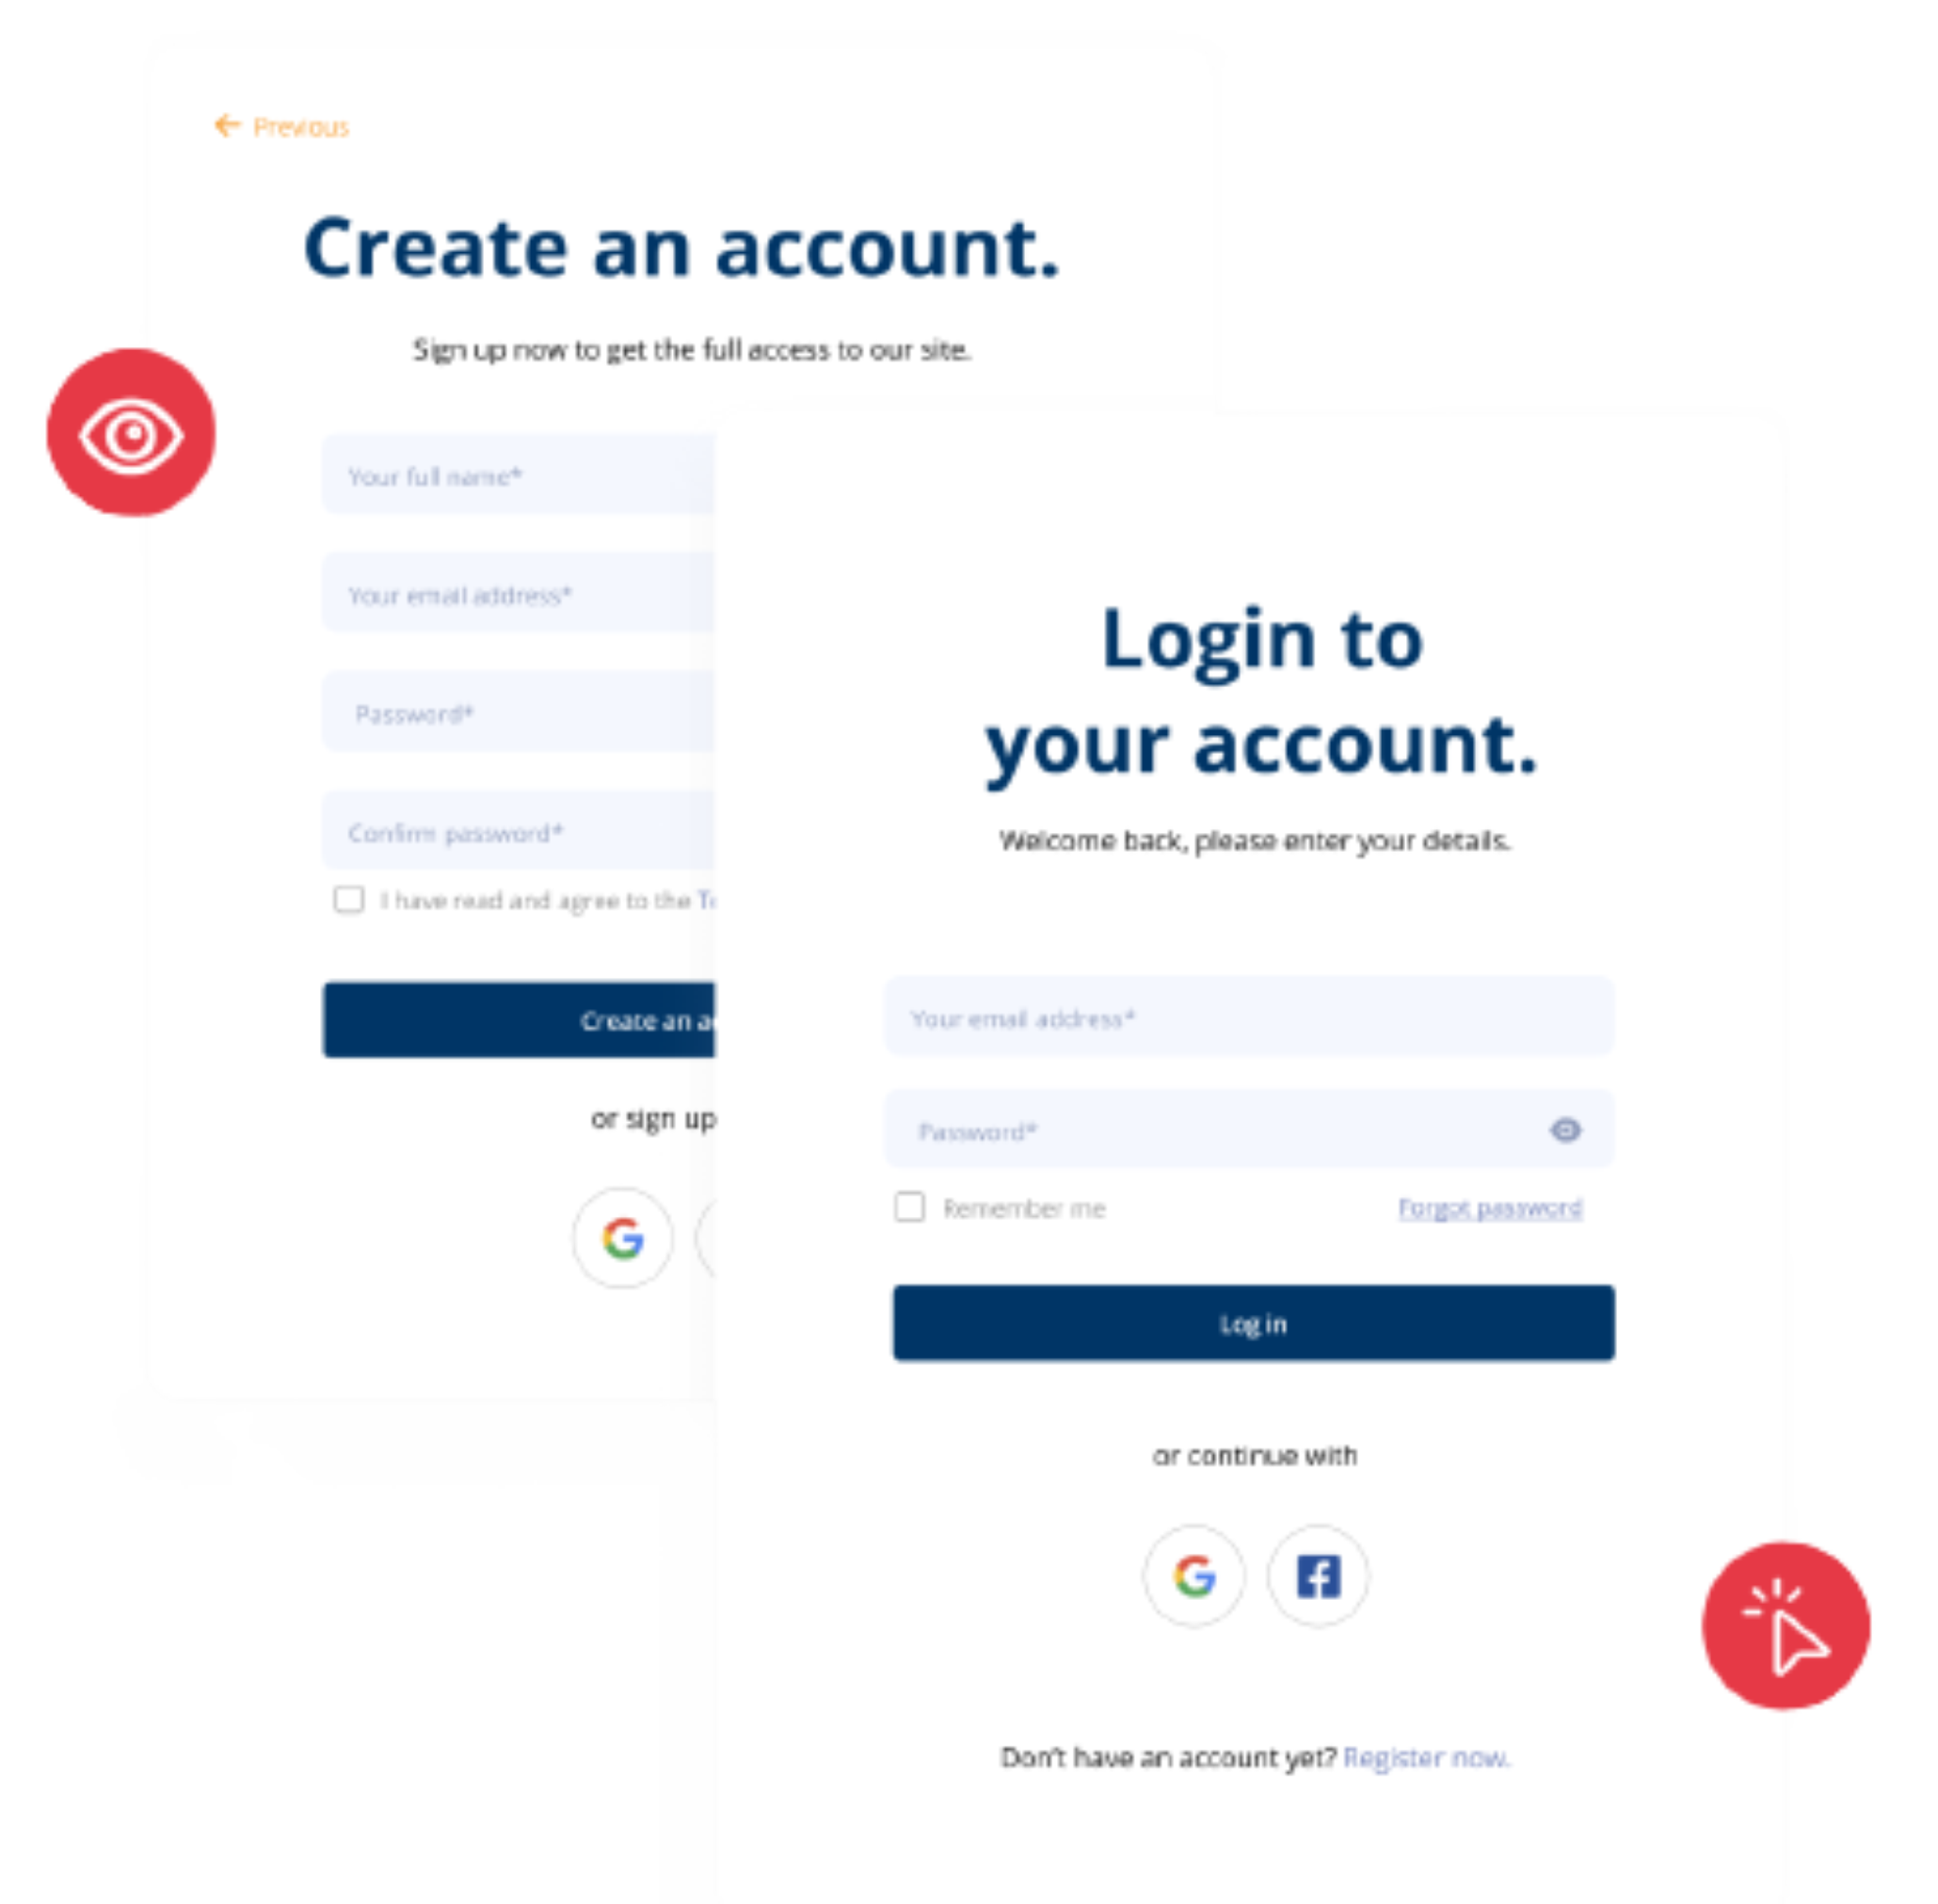 Previous
Create an account.
Sign up now to get the full access to our site.
Your full name*
Your email address*
Password*
Confirm password*
I have read and agree to the
Create an
or sign up
Login to
your account.
Welcome back, please enter your details.
Your email address*
Password*
Remember me
Forgot password
Log in
or continue with
Don't have an account yet? Register now.